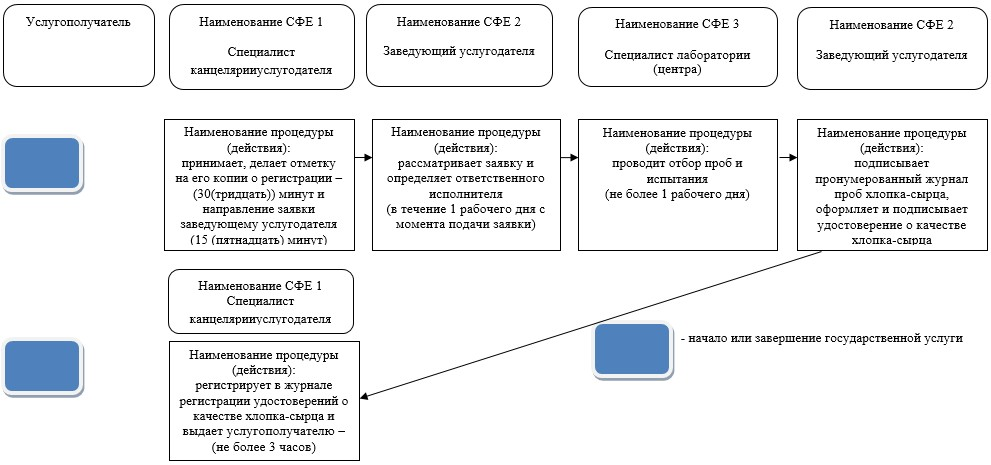 Услугополучатель
Наименование СФЕ 1
Специалист
канцелярииуслугодателя
Наименование СФЕ 2
Заведующий услугодателя
Наименование СФЕ 3
Специалист лаборатории
(центра)
Наименование СФЕ 2
Заведующий услугодателя
Наименование процедуры
(действия):
принимает, делает отметку
на его копии о регистрации –
(30(тридцать)) минут и
направление заявки
заведующему услугодателя
(15 (пятнадцать) минут)
Наименование процедуры
(действия):
рассматривает заявку и
определяет ответственного
исполнителя
(в течение 1 рабочего дня с
момента подачи заявки)
Наименование процедуры
(действия):
проводит отбор проб и
испытания
(не более 1 рабочего дня)
Наименование процедуры
(действия):
подписывает
пронумерованный журнал
проб хлопка-сырца,
оформляет и подписывает
удостоверение о качестве
хлопка-сырца
Наименование СФЕ 1
Специалист
канцелярииуслугодателя
Наименование процедуры
(действия):
регистрирует в журнале
регистрации удостоверений о
качестве хлопка-сырца и
выдает услугополучателю –
(не более 3 часов)
- начало или завершение государственной услуги